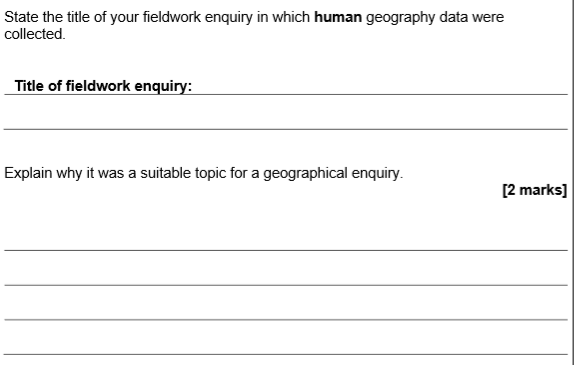 State the title of your fieldwork enquiry in which human geography data were
collected.
Title of fieldwork enquiry:
Explain why it was a suitable topic for a geographical enquiry.
[2 marks]